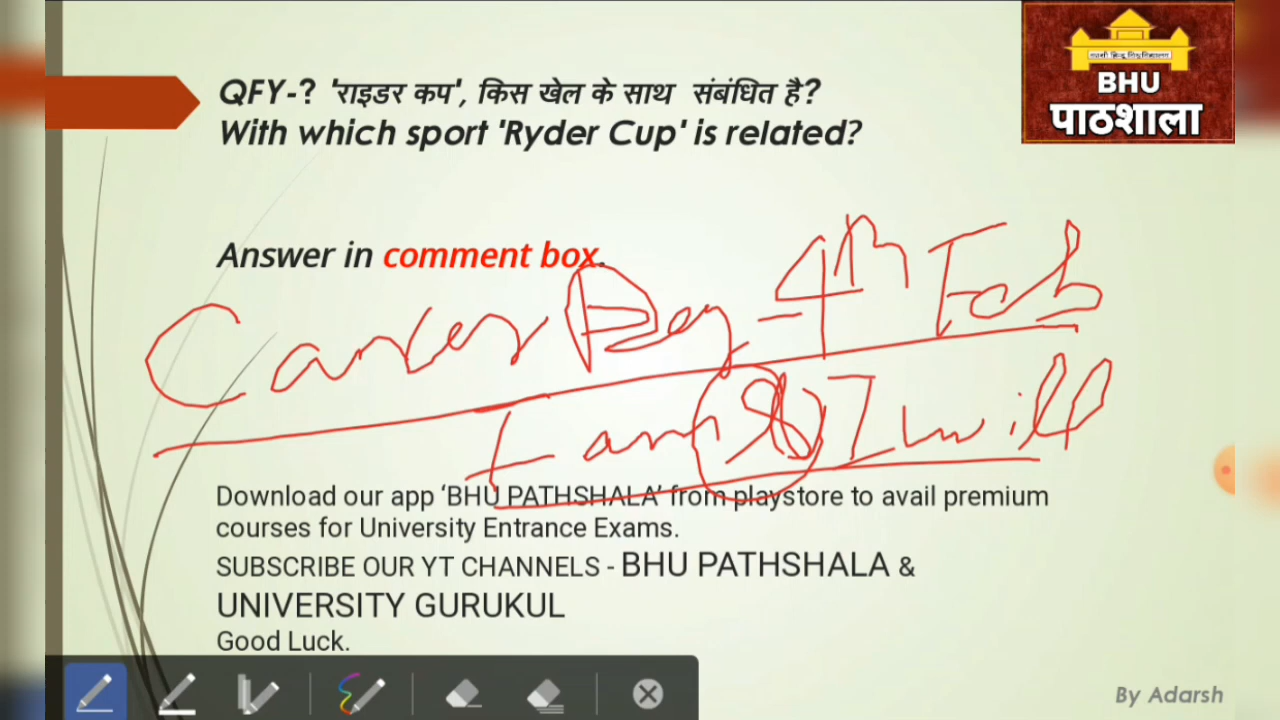 QFY-? 'राइडर कप', किस खेल के साथ संबंधित है?
With which sport 'Ryder Cup' is related?
BHU
पाठशाला
Answer in comment box.
Cancer Day - 4th Feb
I am & I will
Download our app ‘BHU PATHSHALA’ from playstore to avail premium
courses for University Entrance Exams.
SUBSCRIBE OUR YT CHANNELS - BHU PATHSHALA &
UNIVERSITY GURUKUL
Good Luck.
By Adarsh